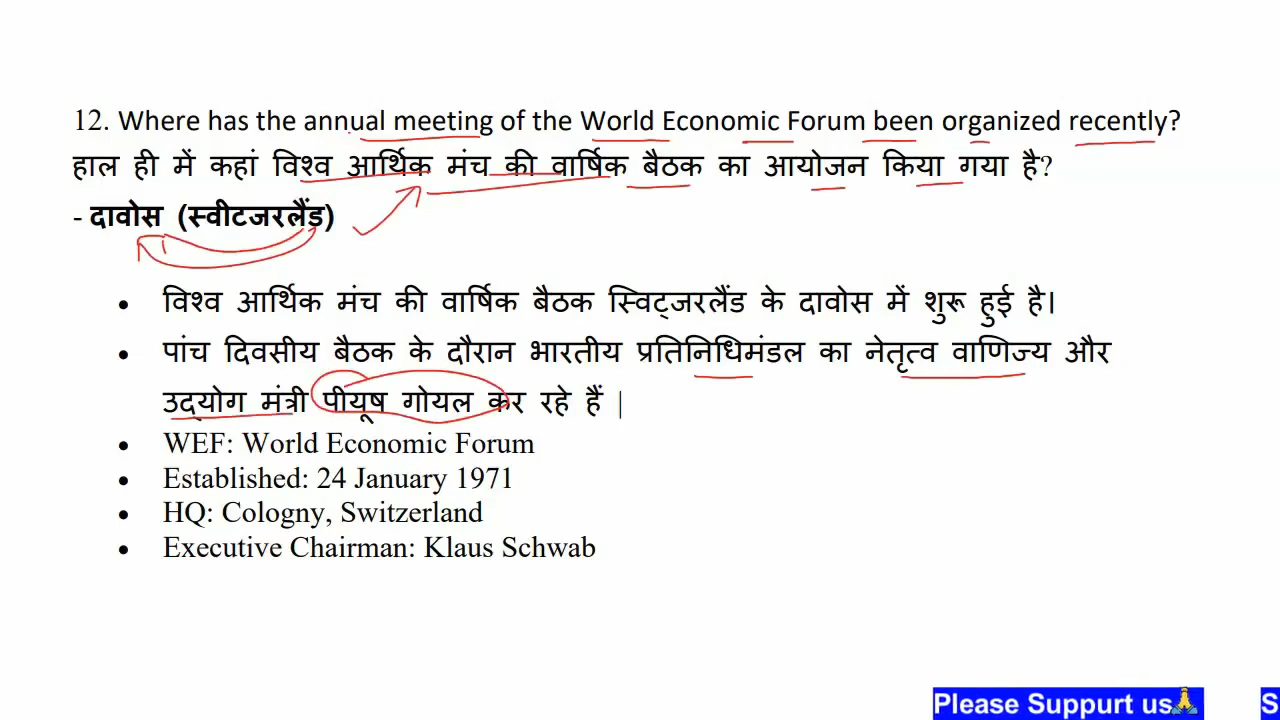 12. Where has the annual meeting of the World Economic Forum been organized recently?
हाल ही में कहां विश्व आर्थिक मंच की वार्षिक बैठक का आयोजन किया गया है?
- दावोस (स्वीटजरलैंड)
• विश्व आर्थिक मंच की वार्षिक बैठक स्विट्जरलैंड के दावोस में शुरू हुई है।
• पांच दिवसीय बैठक के दौरान भारतीय प्रतिनिधिमंडल का नेतृत्व वाणिज्य और
उद्योग मंत्री पीयूष गोयल कर रहे हैं |
• WEF: World Economic Forum
• Established: 24 January 1971
• HQ: Cologny, Switzerland
• Executive Chairman: Klaus Schwab
Please Suppurt us🙏 S